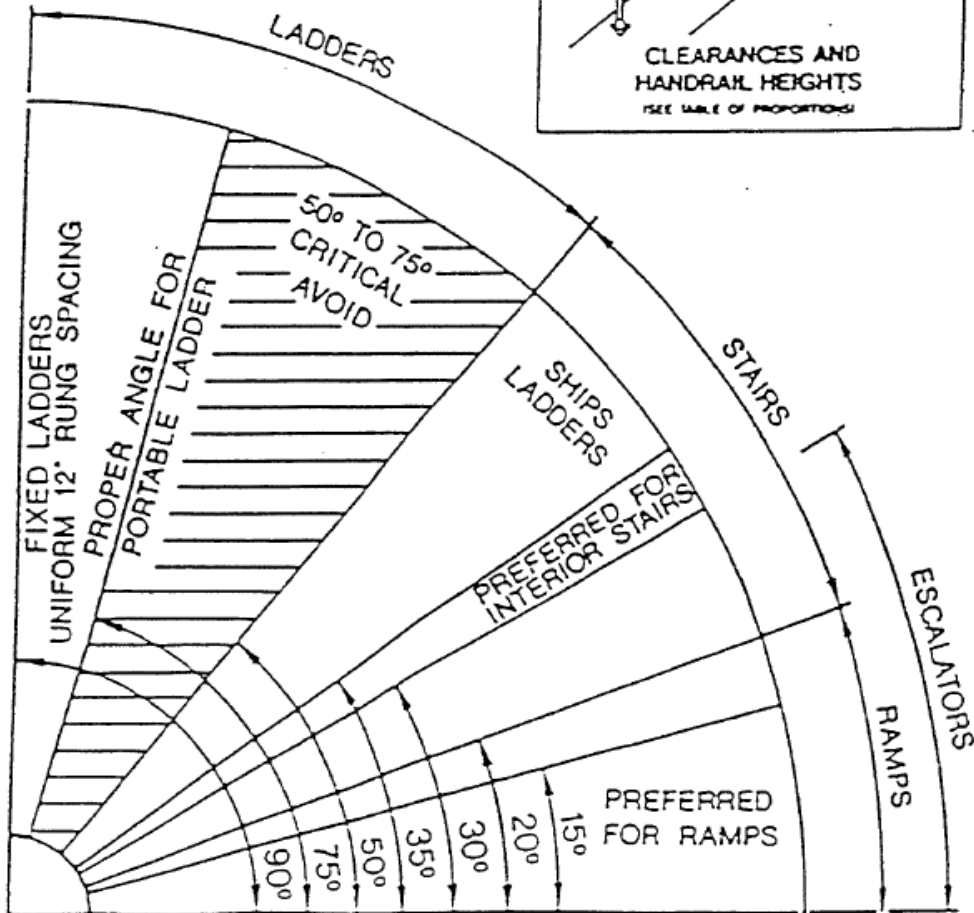 LADDERS
CLEARANCES AND
HANDRAIL HEIGHTS
(SEE TABLE OF PROPORTIONS)
FIXED LADDERS
UNIFORM 12" RUNG SPACING
PROPER ANGLE FOR
PORTABLE LADDER
50° TO 75°
CRITICAL
AVOID
SHIPS
LADDERS
STAIRS
PREFERRED FOR
INTERIOR STAIRS
ESCALATORS
RAMPS
PREFERRED
FOR RAMPS
90°
75°
50°
35°
30°
20°
15°